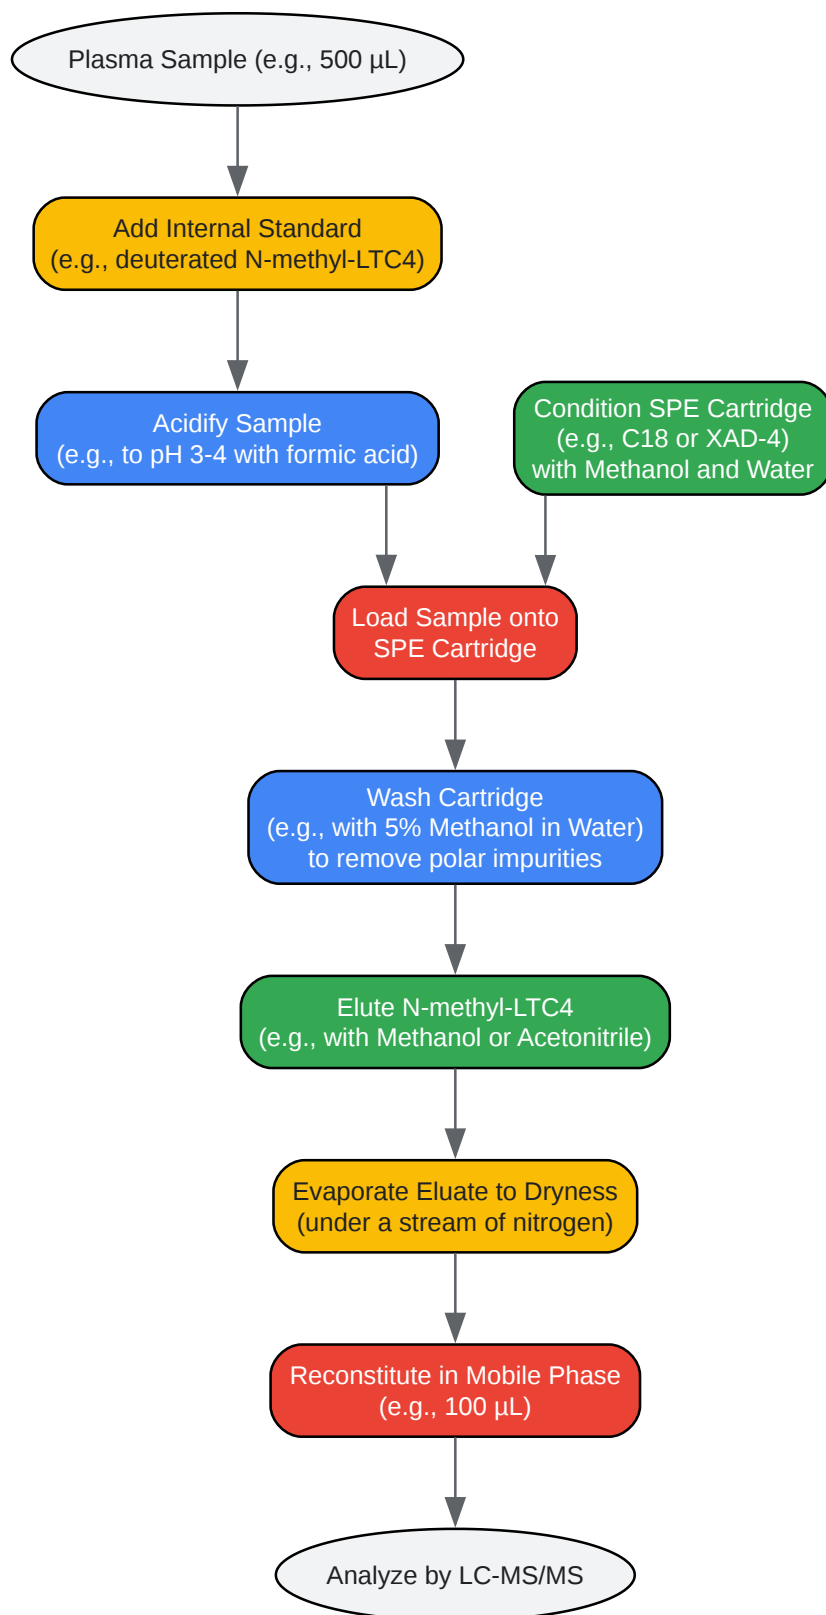 Plasma Sample (e.g., 500 µL)
Add Internal Standard
(e.g., deuterated N-methyl-LTC4)
Acidify Sample
(e.g., to pH 3-4 with formic acid)
Condition SPE Cartridge
(e.g., C18 or XAD-4)
with Methanol and Water
Load Sample onto
SPE Cartridge
Wash Cartridge
(e.g., with 5% Methanol in Water)
to remove polar impurities
Elute N-methyl-LTC4
(e.g., with Methanol or Acetonitrile)
Evaporate Eluate to Dryness
(under a stream of nitrogen)
Reconstitute in Mobile Phase
(e.g., 100 µL)
Analyze by LC-MS/MS